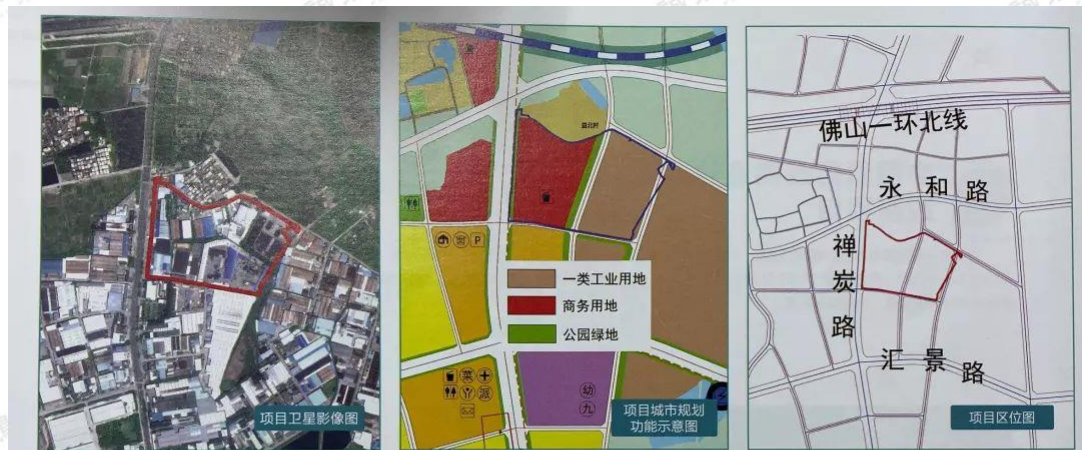 项目卫星影像图
P
一类工业用地
商务用地
公园绿地
菜
派
幼
九
项目城市规划
功能示意图
佛山一环北线
永和路
禅炭路
汇景路
项目区位图